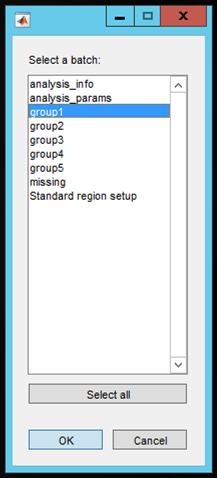 Select a batch:
analysis_info
analysis_params
group1
group2
group3
group4
group5
missing
Standard region setup
Select all
OK
Cancel